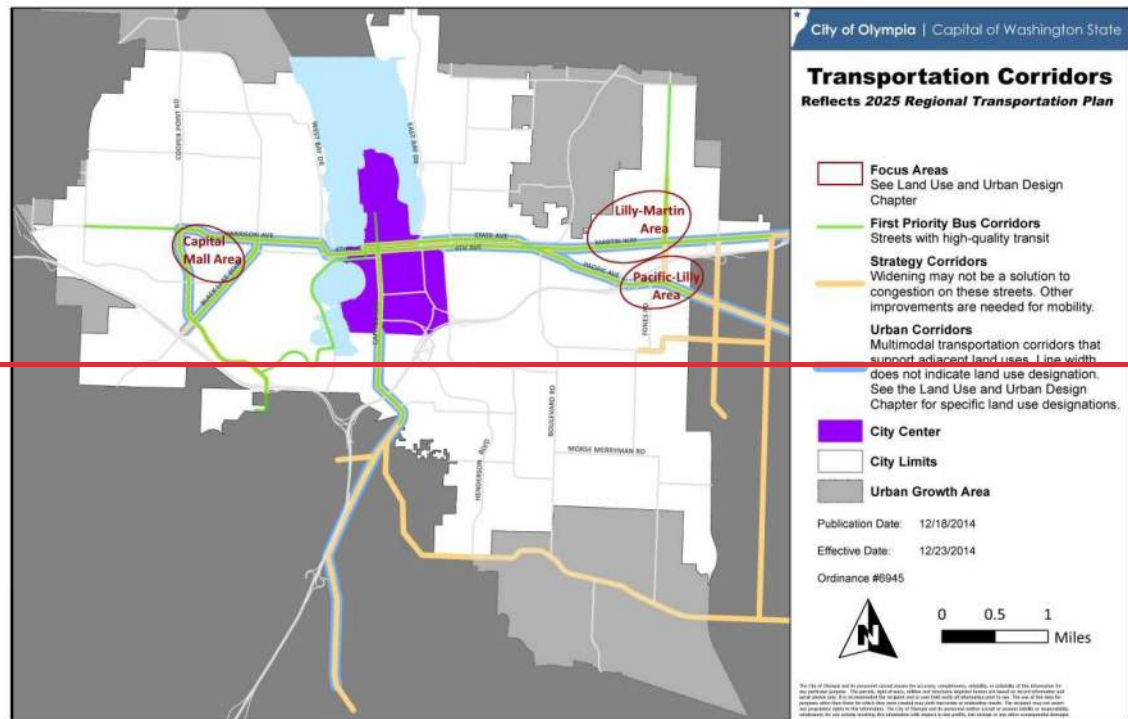 City of Olympia | Capital of Washington State
Transportation Corridors
Reflects 2025 Regional Transportation Plan
Focus Areas
See Land Use and Urban Design
Chapter
First Priority Bus Corridors
Streets with high-quality transit
Strategy Corridors
Widening may not be a solution to
congestion on these streets. Other
improvements are needed for mobility.
Urban Corridors
Multimodal transportation corridors that
support adjacent land uses. Line width
does not indicate land use designation.
See the Land Use and Urban Design
Chapter for specific land use designations.
City Center
City Limits
Urban Growth Area
Publication Date: 12/18/2014
Effective Date: 12/23/2014
Ordinance #6945
N
0 0.5 1
Miles
COOPER POINT RD
WEST BAY DR
EAST BAY DR
Lilly-Martin
Area
Capital
Mall Area
HARRISON AVE
STATE AVE
4TH AVE
MARTIN WAY
PACIFIC AVE
Pacific-Lilly
Area
FONES RD
BOULEVARD RD
HENDERSON
BLVD
MORSE MERRYMAN RD